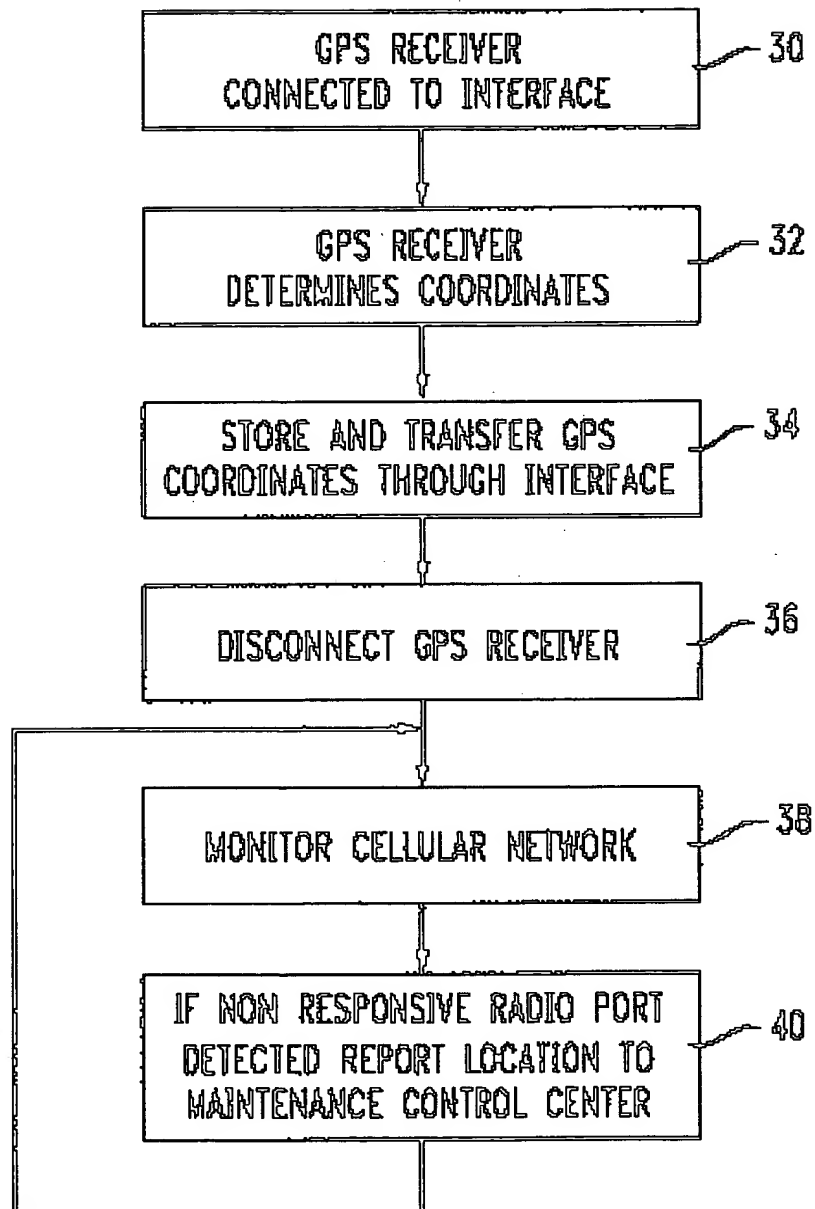 GPS RECEIVER
CONNECTED TO INTERFACE
30
GPS RECEIVER
DETERMINES COORDINATES
32
STORE AND TRANSFER GPS
COORDINATES THROUGH INTERFACE
34
DISCONNECT GPS RECEIVER
36
MONITOR CELLULAR NETWORK
38
IF NON RESPONSIVE RADIO PORT
DETECTED REPORT LOCATION TO
MAINTENANCE CONTROL CENTER
40